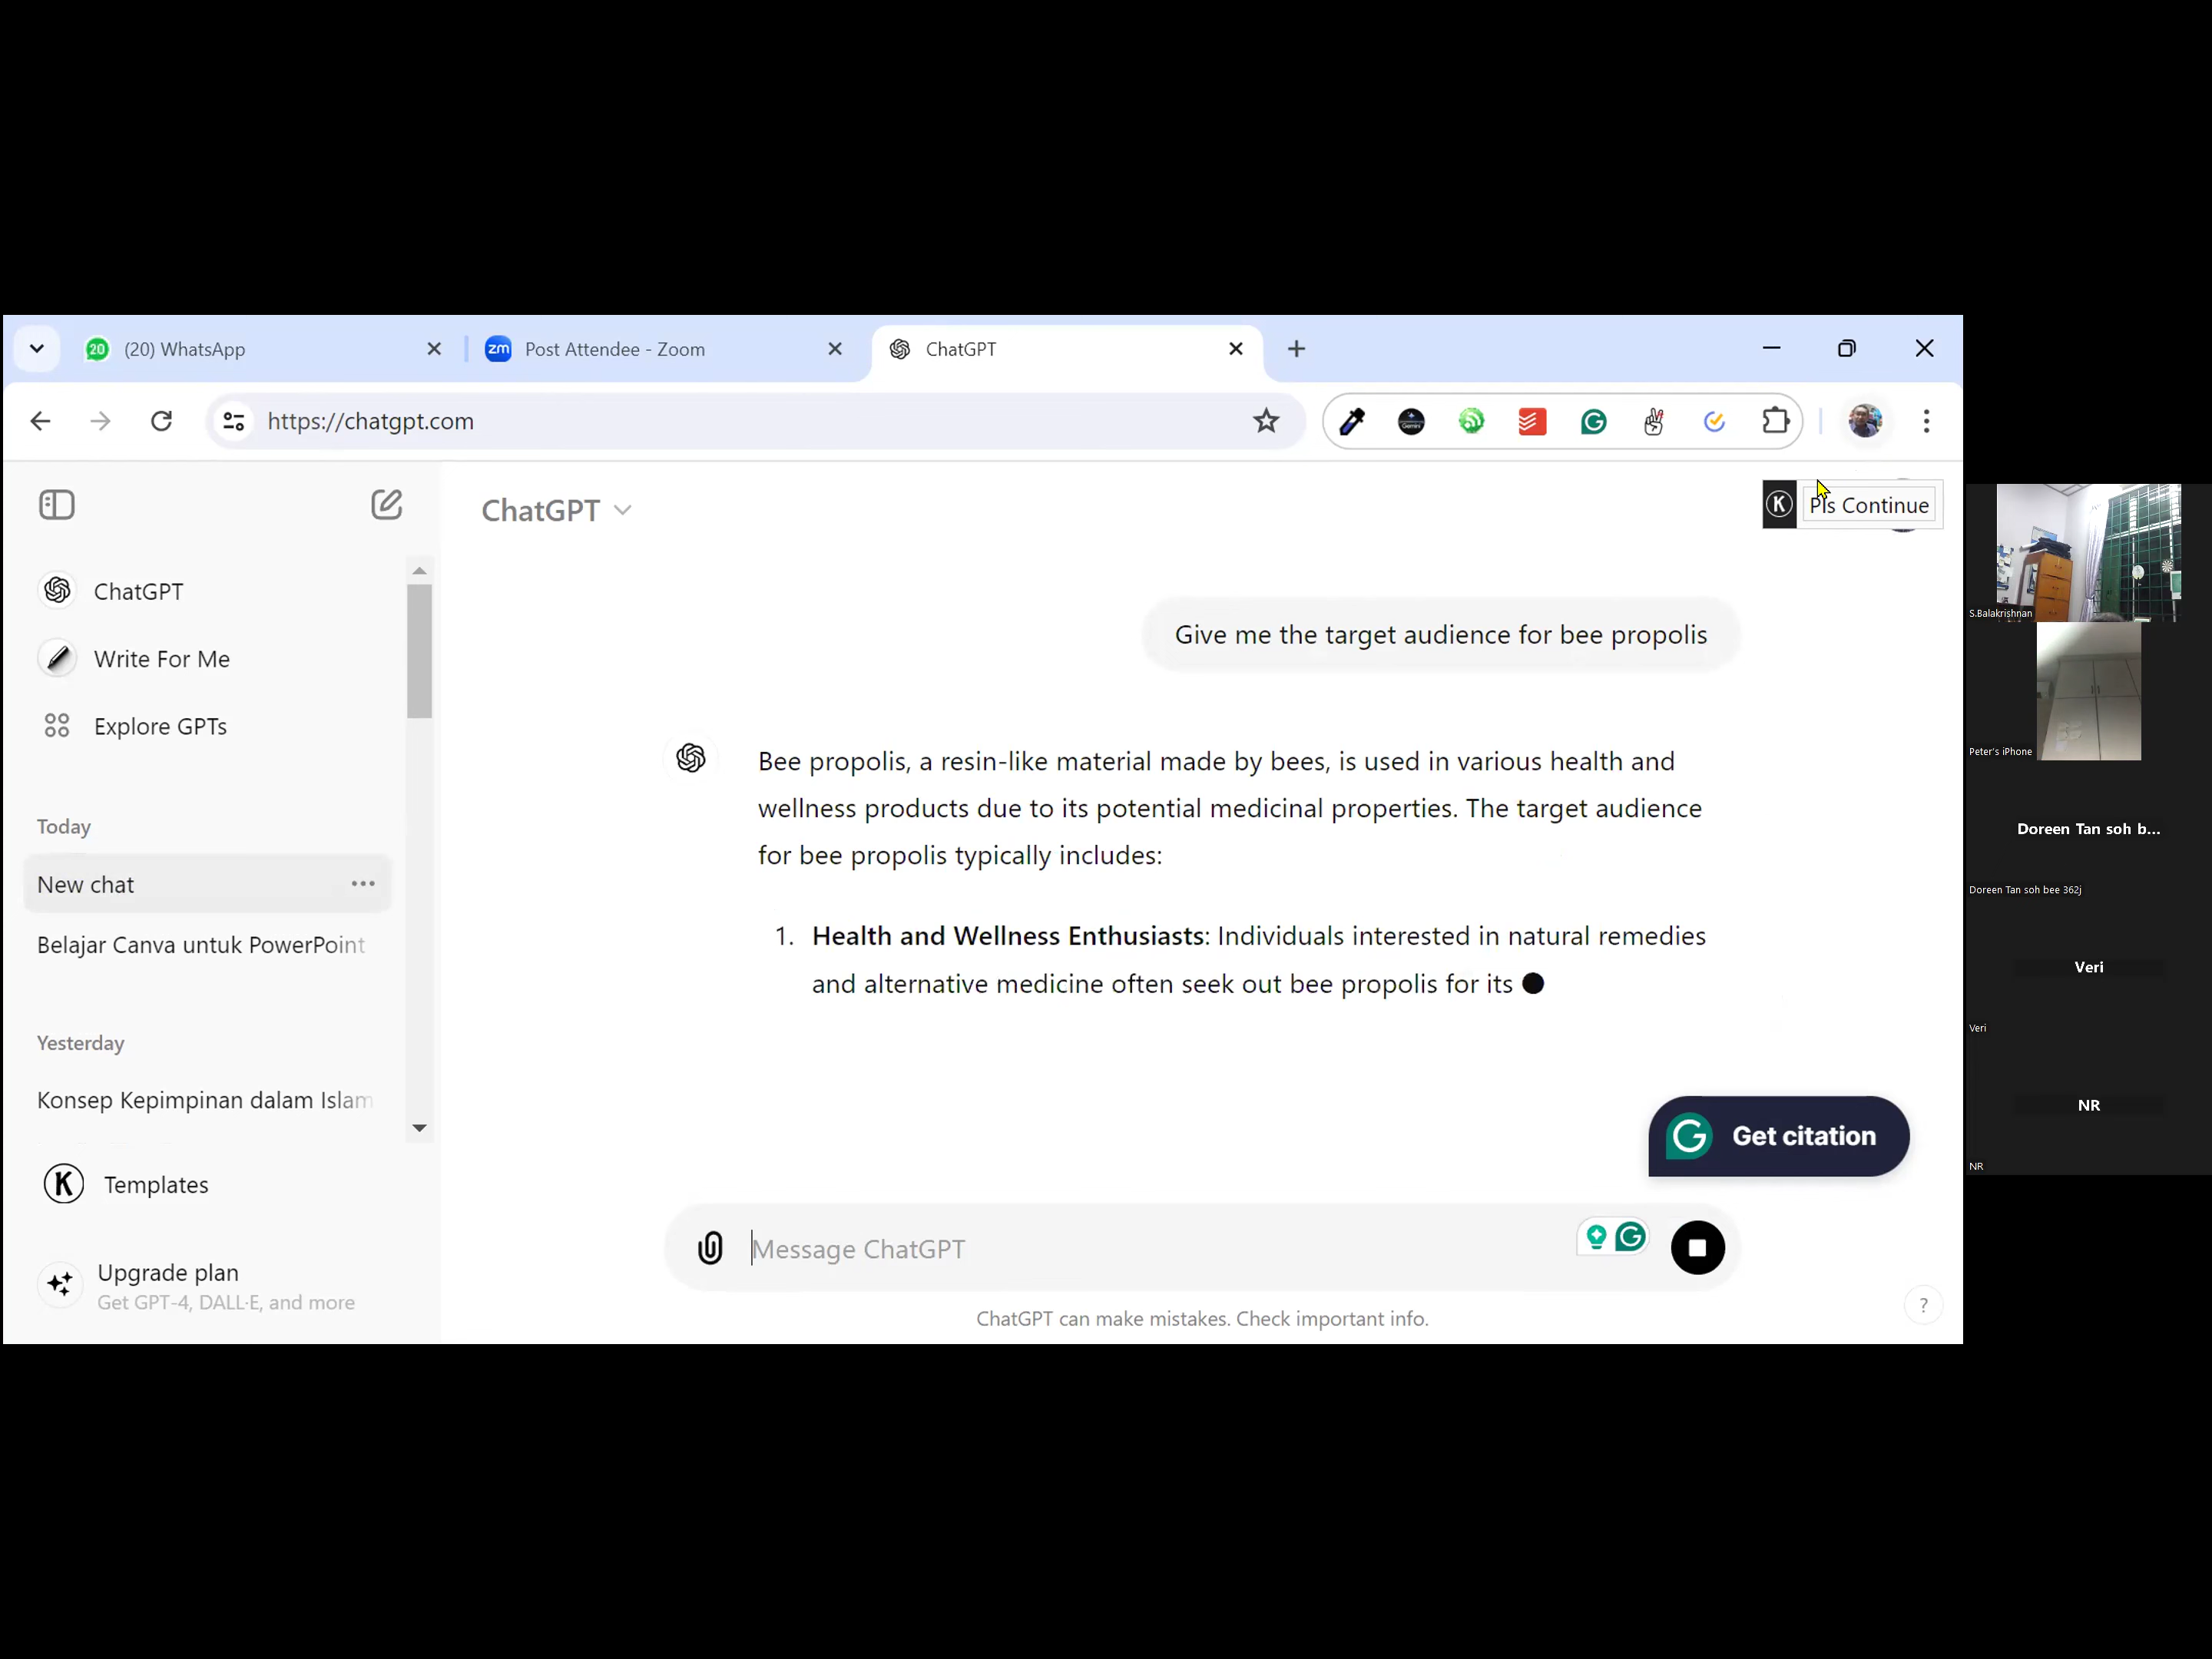 20
(20) WhatsApp
zm
Post Attendee - Zoom
ChatGPT
https://chatgpt.com
Gemini
ChatGPT
K
Pls Continue
ChatGPT
Write For Me
Explore GPTs
Today
New chat
Belajar Canva untuk PowerPoint
Yesterday
Konsep Kepimpinan dalam Islam
K
Templates
Upgrade plan
Get GPT-4, DALL·E, and more
Give me the target audience for bee propolis
Bee propolis, a resin-like material made by bees, is used in various health and
wellness products due to its potential medicinal properties. The target audience
for bee propolis typically includes:
1. Health and Wellness Enthusiasts: Individuals interested in natural remedies
and alternative medicine often seek out bee propolis for its
Get citation
Message ChatGPT
ChatGPT can make mistakes. Check important info.
?
S.Balakrishnan
Peter's iPhone
Doreen Tan soh b...
Doreen Tan soh bee 362j
Veri
Veri
NR
NR